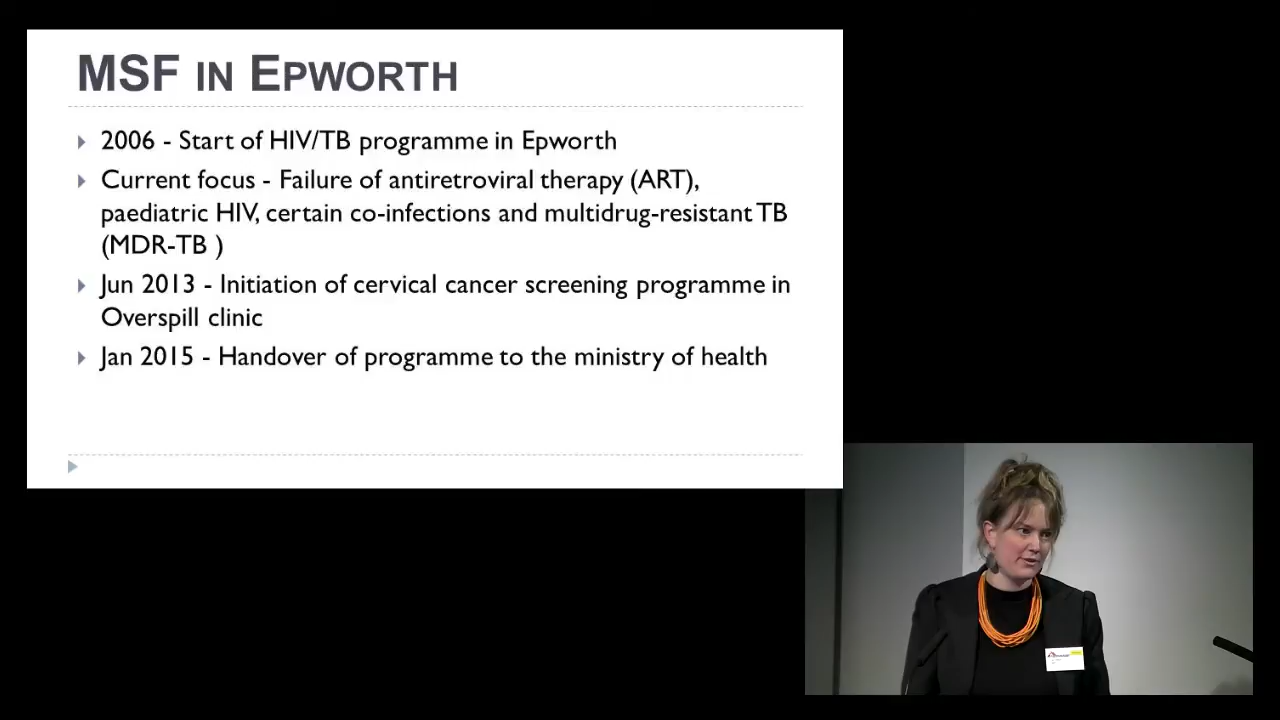 MSF IN EPWORTH
2006 - Start of HIV/TB programme in Epworth
Current focus - Failure of antiretroviral therapy (ART),
paediatric HIV, certain co-infections and multidrug-resistant TB
(MDR-TB )
Jun 2013 - Initiation of cervical cancer screening programme in
Overspill clinic
Jan 2015 - Handover of programme to the ministry of health